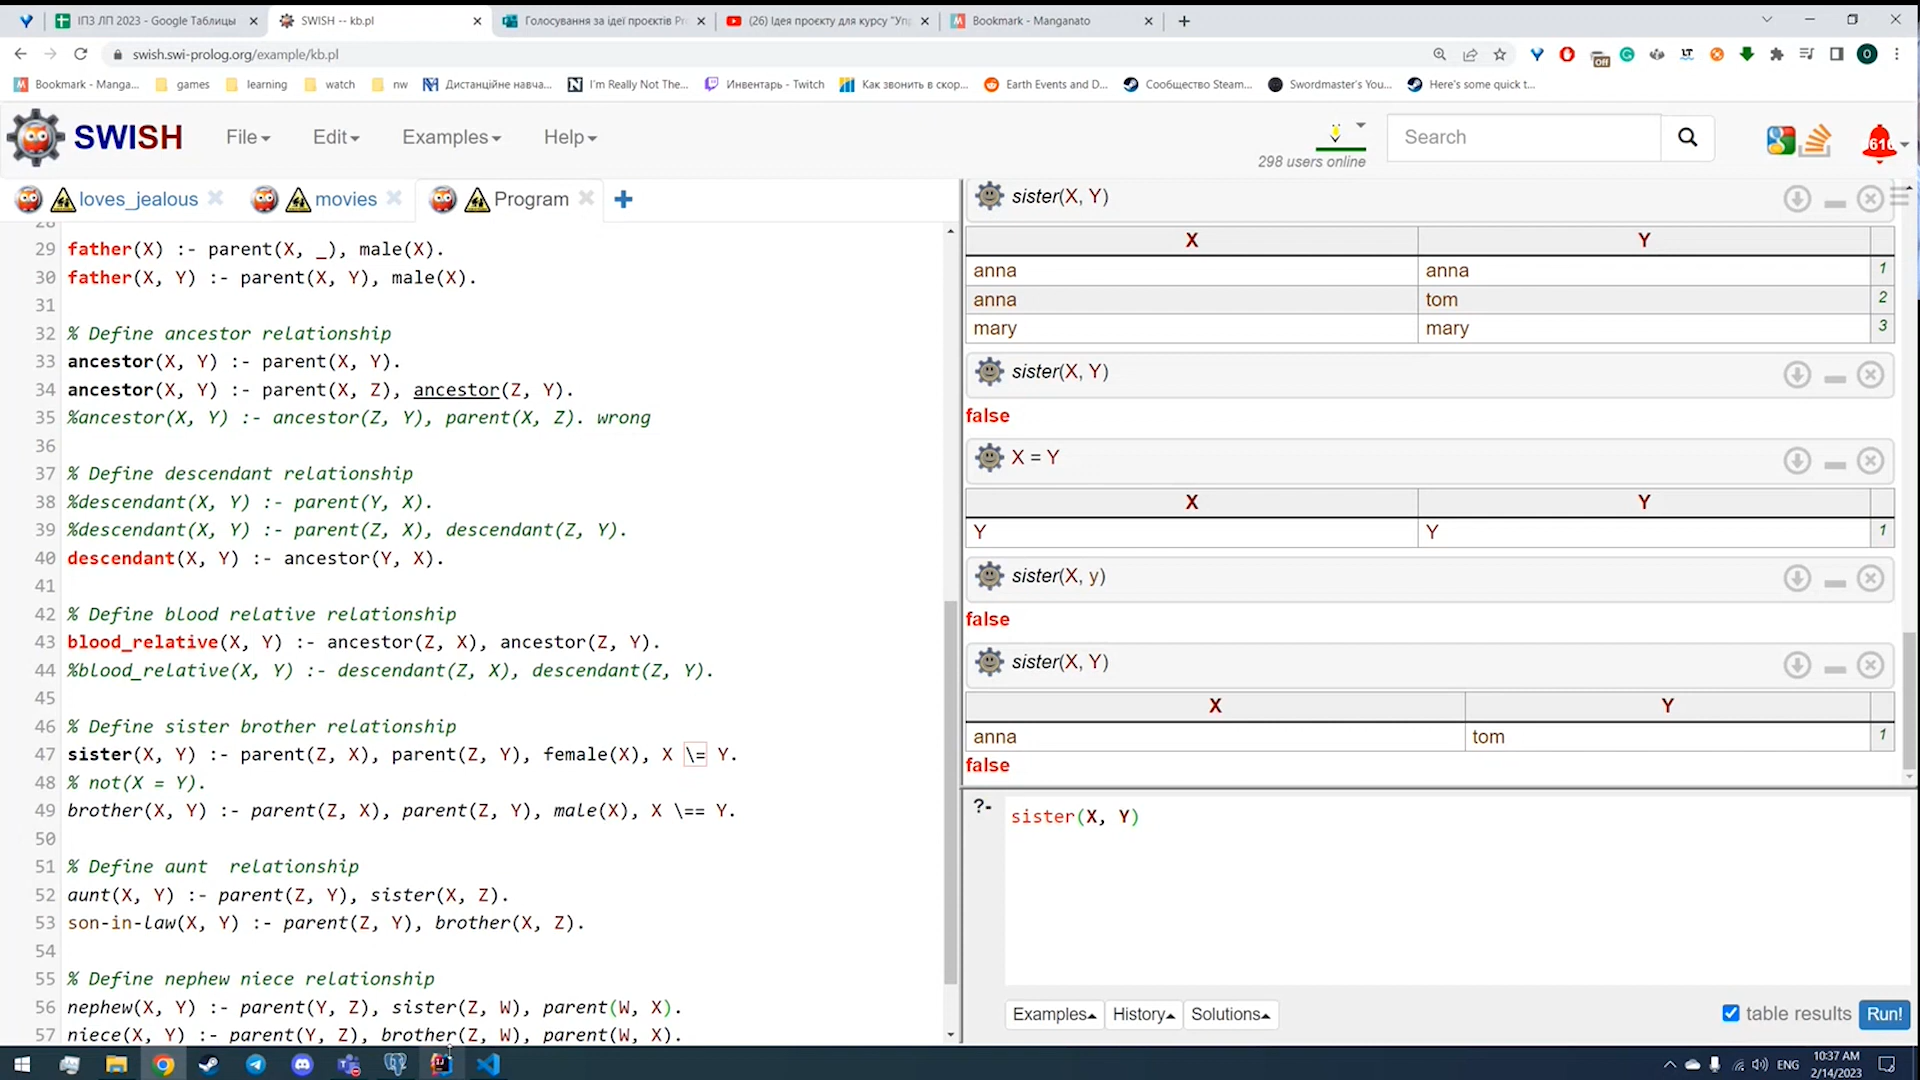 ІПЗ ЛП 2023 - Google Таблицы
SWISH -- kb.pl
Голосування за ідеї проєктів Pr
(26) Ідея проєкту для курсу "Уп
Bookmark - Manganato
swish.swi-prolog.org/example/kb.pl
Off
Bookmark - Manga...
games
learning
watch
nw
Дистанційне навча...
I'm Really Not The...
Инвентарь - Twitch
Как звонить в скор...
Earth Events and D...
Сообщество Steam...
Swordmaster's You...
Here's some quick t...
SWISH
File
Edit
Examples
Help
298 users online
Search
616
loves_jealous
movies
Program
28
29 father(X) :- parent(X, _), male(X).
30 father(X, Y) :- parent(X, Y), male(X).
31
32 % Define ancestor relationship
33 ancestor(X, Y) :- parent(X, Y).
34 ancestor(X, Y) :- parent(X, Z), ancestor(Z, Y).
35 %ancestor(X, Y) :- ancestor(Z, Y), parent(X, Z). wrong
36
37 % Define descendant relationship
38 %descendant(X, Y) :- parent(Y, X).
39 %descendant(X, Y) :- parent(Z, X), descendant(Z, Y).
40 descendant(X, Y) :- ancestor(Y, X).
41
42 % Define blood relative relationship
43 blood_relative(X, Y) :- ancestor(Z, X), ancestor(Z, Y).
44 %blood_relative(X, Y) :- descendant(Z, X), descendant(Z, Y).
45
46 % Define sister brother relationship
47 sister(X, Y) :- parent(Z, X), parent(Z, Y), female(X), X \= Y.
48 % not(X = Y).
49 brother(X, Y) :- parent(Z, X), parent(Z, Y), male(X), X \== Y.
50
51 % Define aunt  relationship
52 aunt(X, Y) :- parent(Z, Y), sister(X, Z).
53 son-in-law(X, Y) :- parent(Z, Y), brother(X, Z).
54
55 % Define nephew niece relationship
56 nephew(X, Y) :- parent(Y, Z), sister(Z, W), parent(W, X).
57 niece(X, Y) :- parent(Y, Z), brother(Z, W), parent(W, X).
sister(X, Y)
X Y
anna anna 1
anna tom 2
mary mary 3
sister(X, Y)
false
X = Y
X Y
Y Y 1
sister(X, y)
false
sister(X, Y)
X Y
anna tom 1
false
?- sister(X, Y)
Examples
History
Solutions
table results
Run!
ENG
10:37 AM
2/14/2023